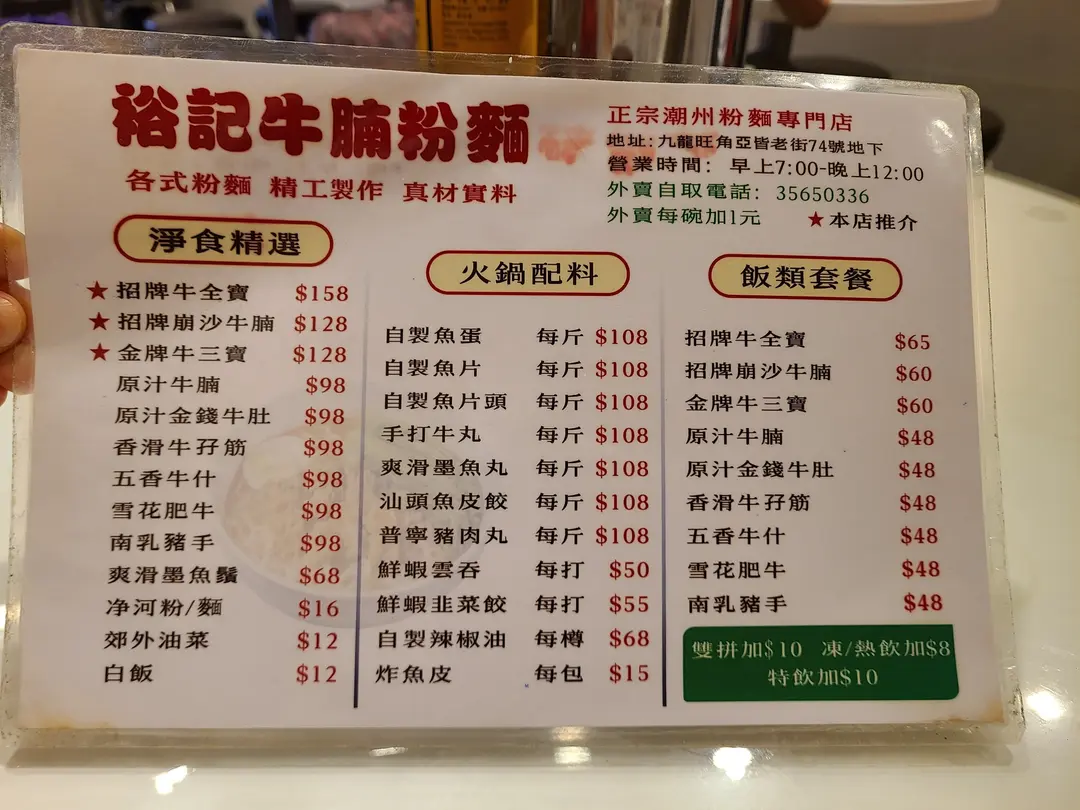 裕記牛腩粉麵
各式粉麵 精工製作 真材實料
正宗潮州粉麵專門店
地址:九龍旺角亞皆老街74號地下
營業時間: 早上7:00-晚上12:00
外賣自取電話: 35650336
外賣每碗加1元 ★本店推介
淨食精選
★ 招牌牛全寶 $158
★ 招牌崩沙牛腩 $128
★ 金牌牛三寶 $128
原汁牛腩 $98
原汁金錢牛肚 $98
香滑牛孖筋 $98
五香牛什 $98
雪花肥牛 $98
南乳豬手 $98
爽滑墨魚鬚 $68
净河粉/麵 $16
郊外油菜 $12
白飯 $12
火鍋配料
自製魚蛋 每斤 $108
自製魚片 每斤 $108
自製魚片頭 每斤 $108
手打牛丸 每斤 $108
爽滑墨魚丸 每斤 $108
汕頭魚皮餃 每斤 $108
普寧豬肉丸 每斤 $108
鮮蝦雲吞 每打 $50
鮮蝦韭菜餃 每打 $55
自製辣椒油 每樽 $68
炸魚皮 每包 $15
飯類套餐
招牌牛全寶 $65
招牌崩沙牛腩 $60
金牌牛三寶 $60
原汁牛腩 $48
原汁金錢牛肚 $48
香滑牛孖筋 $48
五香牛什 $48
雪花肥牛 $48
南乳豬手 $48
雙拼加$10 凍/熱飲加$8
特飲加$10